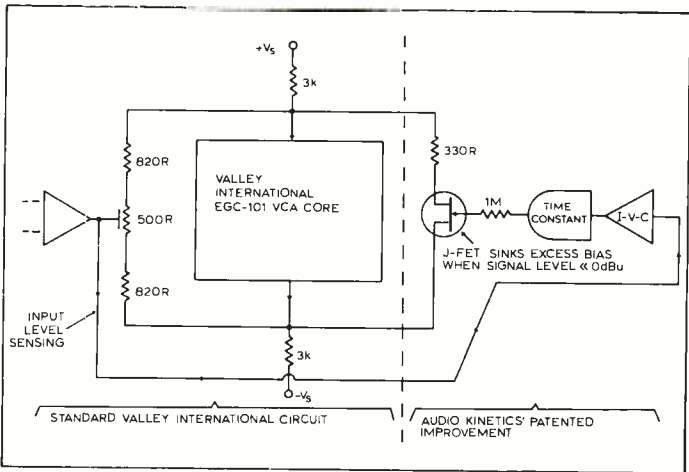 +Vs
3k
820R
500R
820R
VALLEY
INTERNATIONAL
EGC-101 VCA CORE
330R
1M
TIME
CONSTANT
I-V-C
J-FET SINKS EXCESS BIAS
WHEN SIGNAL LEVEL « 0dBu
INPUT
LEVEL
SENSING
3k
-Vs
STANDARD VALLEY INTERNATIONAL CIRCUIT
AUDIO KINETICS' PATENTED
IMPROVEMENT